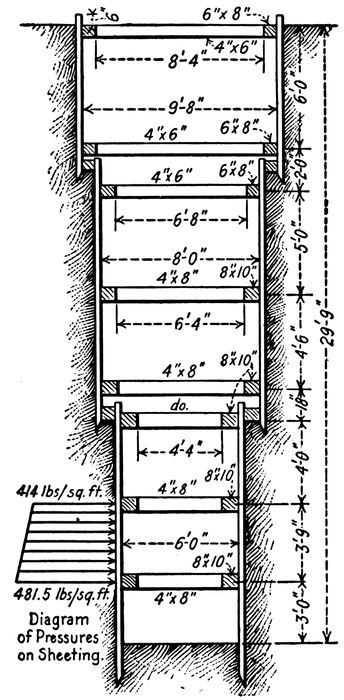 6"x 8"
4"x6"
8'-4"
9'-8"
6'-0"
4"x6"
6"x8"
2'-0"
4"x6"
6"x8"
6'-8"
5'-0"
8'-0"
8"x10"
4"x8"
6'-4"
29'-9"
4'-6"
8"x10"
4"x8"
do.
4'-4"
4'-0"
8"x10"
4"x8"
414 lbs/sq.ft.
6'-0"
3'-9"
8"x10"
481.5 lbs/sq.ft.
4"x8"
3'-0"
Diagram
of Pressures
on Sheeting.